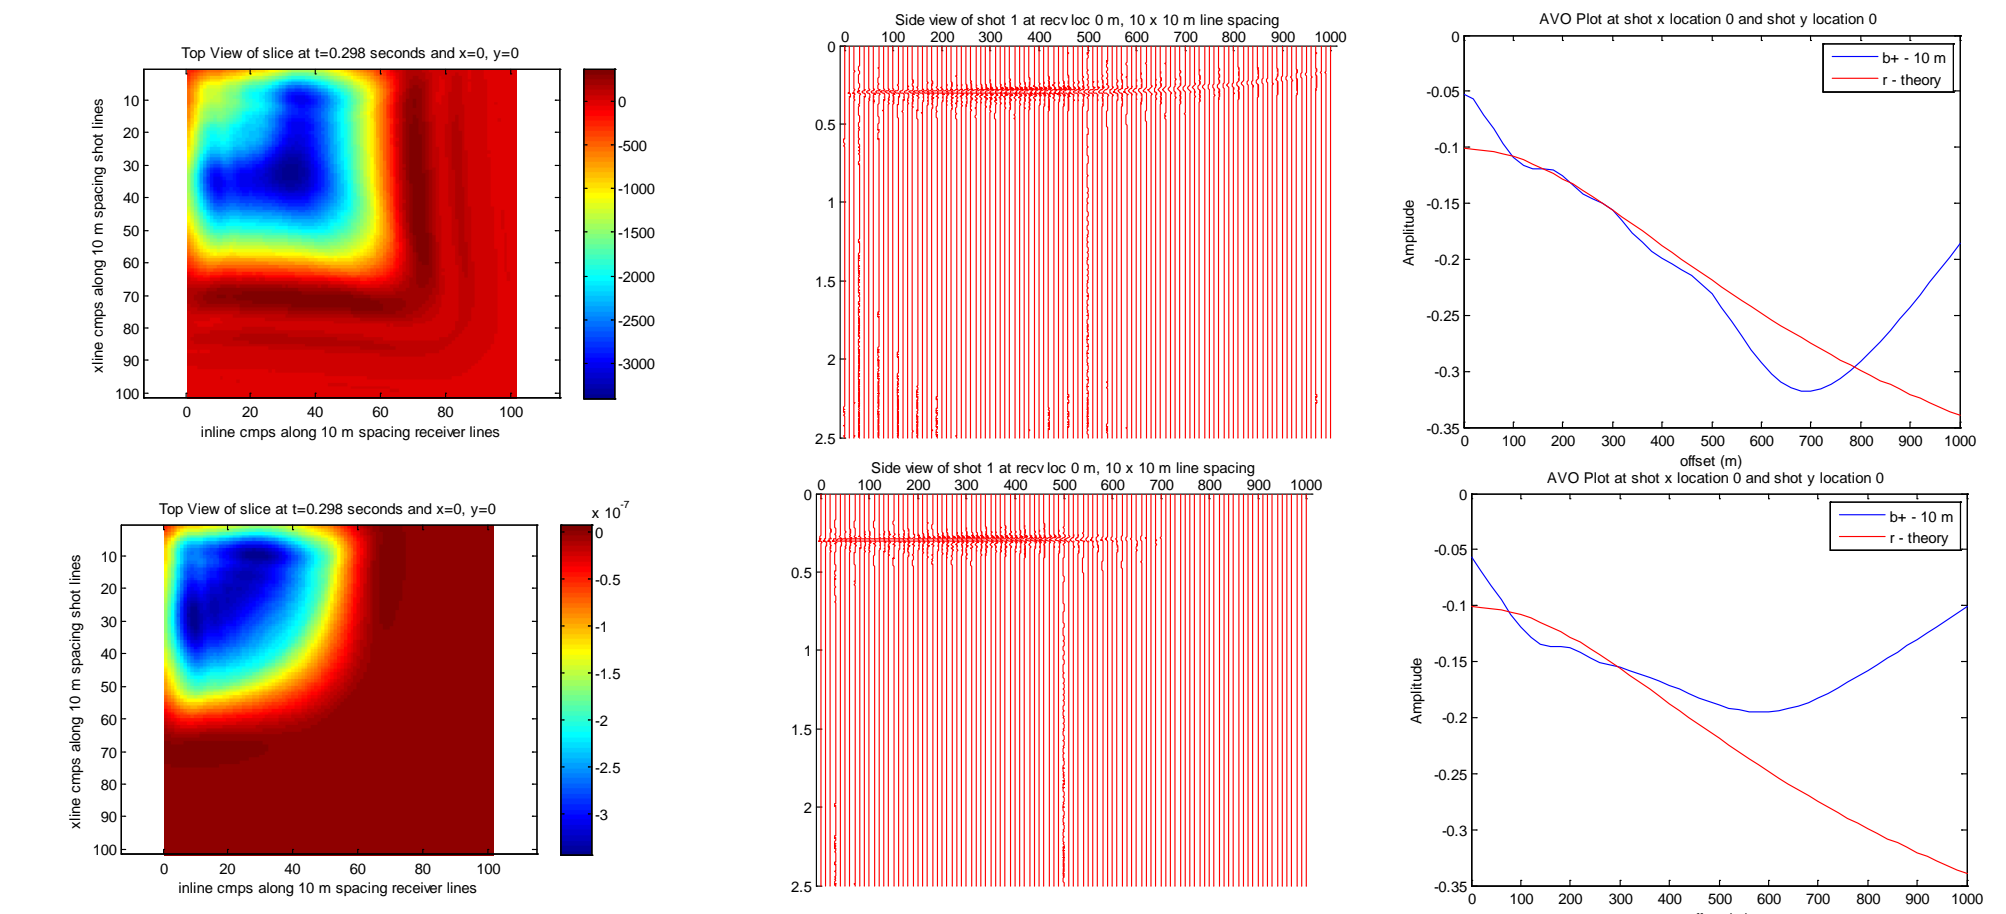 Top View of slice at t=0.298 seconds and x=0, y=0
xline cmps along 10 m spacing shot lines
10
20
30
40
50
60
70
80
90
100
0 20 40 60 80 100
inline cmps along 10 m spacing receiver lines
0
-500
-1000
-1500
-2000
-2500
-3000
Side view of shot 1 at recv loc 0 m, 10 x 10 m line spacing
0 100 200 300 400 500 600 700 800 900 1000
0
0.5
1
1.5
2
2.5
AVO Plot at shot x location 0 and shot y location 0
b+ - 10 m
r - theory
Amplitude
0
-0.05
-0.1
-0.15
-0.2
-0.25
-0.3
-0.35
0 100 200 300 400 500 600 700 800 900 1000
offset (m)
Top View of slice at t=0.298 seconds and x=0, y=0
xline cmps along 10 m spacing shot lines
10
20
30
40
50
60
70
80
90
100
0 20 40 60 80 100
inline cmps along 10 m spacing receiver lines
x 10^-7
0
-0.5
-1
-1.5
-2
-2.5
-3
Side view of shot 1 at recv loc 0 m, 10 x 10 m line spacing
0 100 200 300 400 500 600 700 800 900 1000
0
0.5
1
1.5
2
2.5
AVO Plot at shot x location 0 and shot y location 0
b+ - 10 m
r - theory
Amplitude
0
-0.05
-0.1
-0.15
-0.2
-0.25
-0.3
-0.35
0 100 200 300 400 500 600 700 800 900 1000